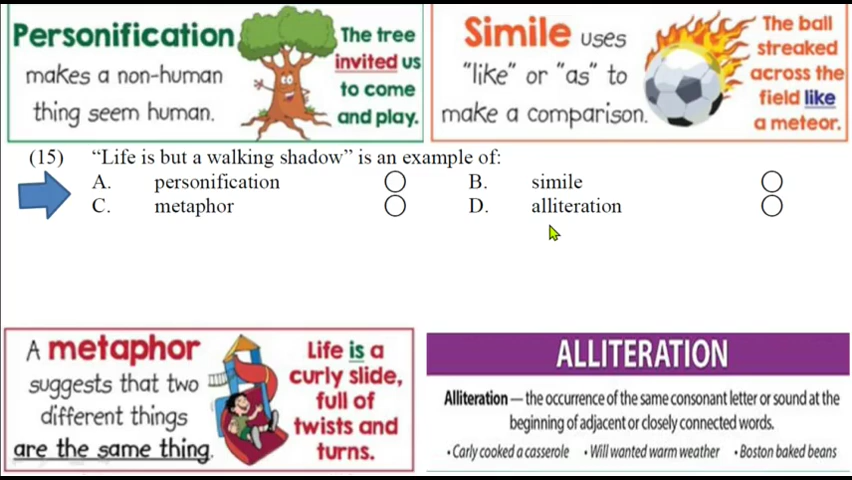 Personification
makes a non-human
thing seem human.
The tree
invited us
to come
and play.
Simile uses
"like" or "as" to
make a comparison.
The ball
streaked
across the
field like
a meteor.
(15) “Life is but a walking shadow” is an example of:
A. personification B. simile
C. metaphor D. alliteration
A metaphor
suggests that two
different things
are the same thing.
Life is a
curly slide,
full of
twists and
turns.
ALLITERATION
Alliteration — the occurrence of the same consonant letter or sound at the
beginning of adjacent or closely connected words.
• Carly cooked a casserole • Will wanted warm weather • Boston baked beans